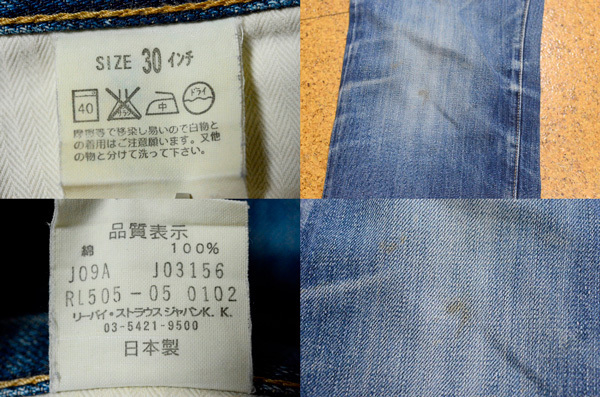 SIZE 30 インチ
40 サラシ 中 ドライ
摩擦等で移染し易いので白物と
の着用はご注意願います。又他
の物と分けて洗って下さい。
品質表示
綿 100%
J09A J03156
RL505-05 0102
リーバイ・ストラウス ジャパンK.K.
03-5421-9500
日本製